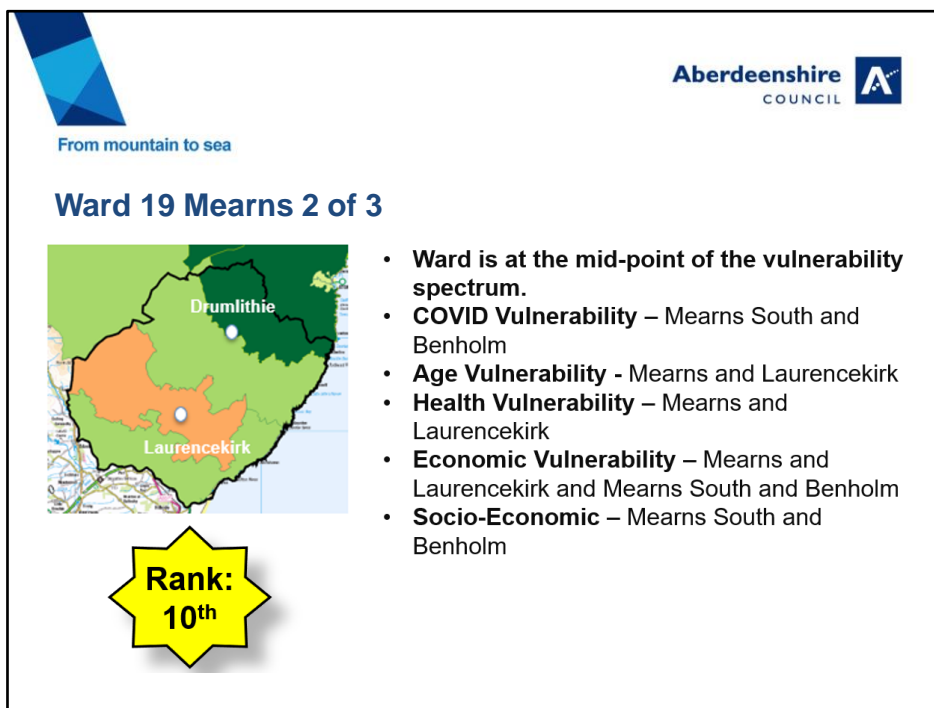 Aberdeenshire
COUNCIL
From mountain to sea
Ward 19 Mearns 2 of 3
Drumlithie
Laurencekirk
Rank:
10th
• Ward is at the mid-point of the vulnerability
spectrum.
• COVID Vulnerability – Mearns South and
Benholm
• Age Vulnerability - Mearns and Laurencekirk
• Health Vulnerability – Mearns and
Laurencekirk
• Economic Vulnerability – Mearns and
Laurencekirk and Mearns South and Benholm
• Socio-Economic – Mearns South and
Benholm